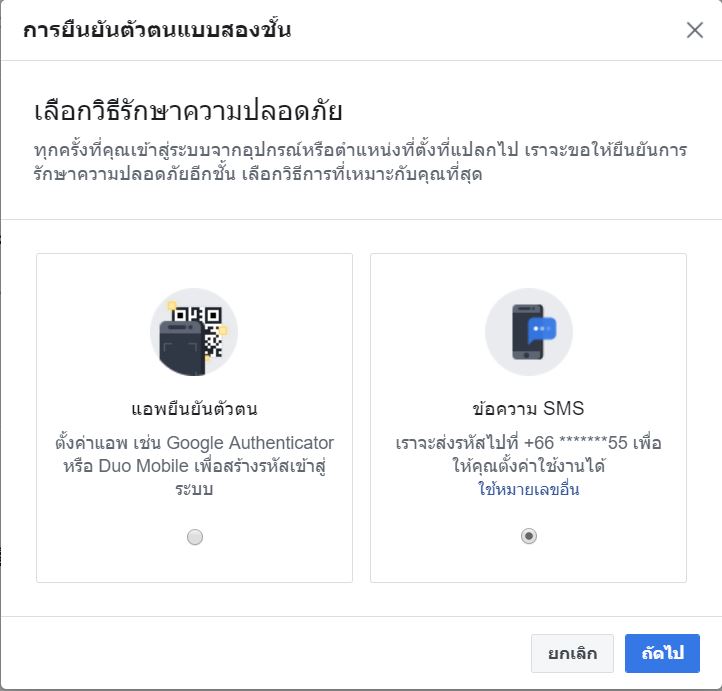 การยืนยันตัวตนแบบสองชั้น
เลือกวิธีรักษาความปลอดภัย
ทุกครั้งที่คุณเข้าสู่ระบบจากอุปกรณ์หรือตำแหน่งที่ตั้งที่แปลกไป เราจะขอให้ยืนยันการ
รักษาความปลอดภัยอีกชั้น เลือกวิธีการที่เหมาะกับคุณที่สุด
แอพยืนยันตัวตน
ตั้งค่าแอพ เช่น Google Authenticator
หรือ Duo Mobile เพื่อสร้างรหัสเข้าสู่
ระบบ
ข้อความ SMS
เราจะส่งรหัสไปที่ +66 *******55 เพื่อ
ให้คุณตั้งค่าใช้งานได้
ใช้หมายเลขอื่น
ยกเลิก
ถัดไป